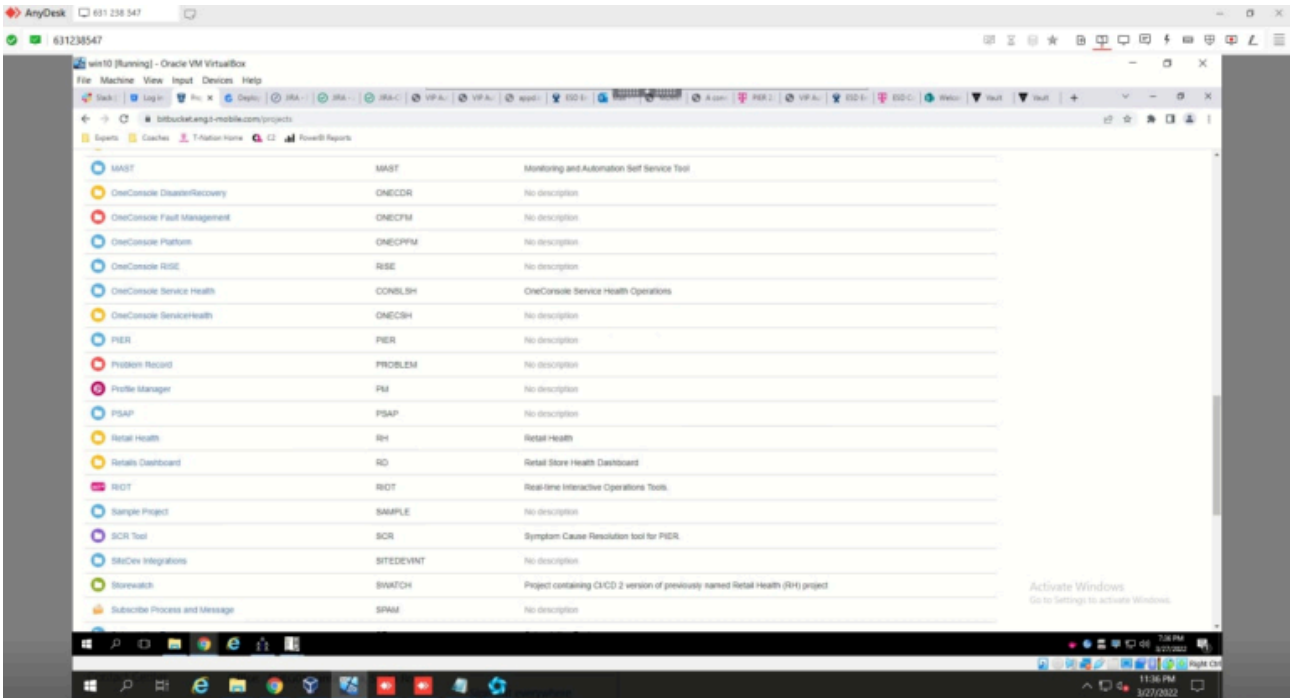 AnyDesk 631 238 547
631238547
win10 [Running] - Oracle VM VirtualBox
File Machine View Input Devices Help
bitbucket.eng.t-mobile.com/projects
Experts Coaches T-Nation Home C2 PowerBI Reports
MAST MAST Monitoring and Automation Self Service Tool
OneConsole DisasterRecovery ONECDR No description
OneConsole Fault Management ONECFM No description
OneConsole Platform ONECPFM No description
OneConsole RISE RISE No description
OneConsole Service Health CONSLSH OneConsole Service Health Operations
OneConsole ServiceHealth ONECSH No description
PIER PIER No description
Problem Record PROBLEM No description
Profile Manager PM No description
PSAP PSAP No description
Retail Health RH Retail Health
Retails Dashboard RD Retail Store Health Dashboard
RIOT RIOT Real-time Interactive Operations Tools.
Sample Project SAMPLE No description
SCR Tool SCR Symptom Cause Resolution tool for PIER.
SiteDev Integrations SITEDEVINT No description
Storewatch SWATCH Project containing CI/CD 2 version of previously named Retail Health (RH) project
Subscribe Process and Message SPAM No description
Activate Windows
Go to Settings to activate Windows.
7:36 PM
3/27/2022
Right Ctrl
11:36 PM
3/27/2022